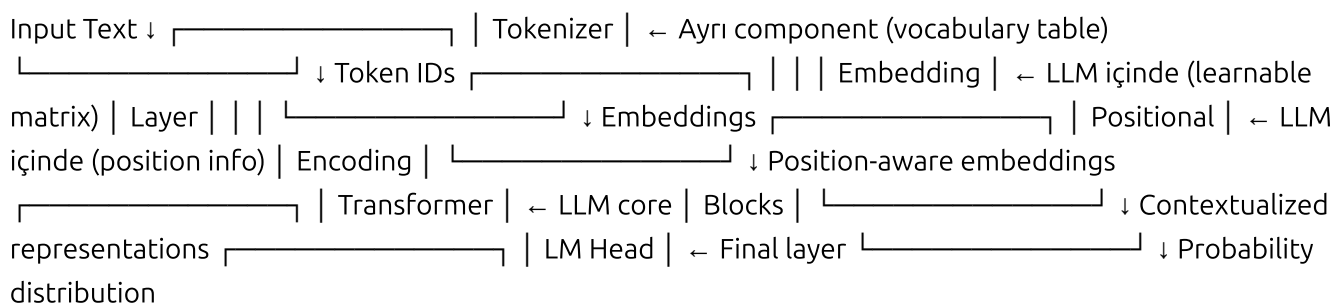 Input Text ↓ ┌─────────────────┐ │ Tokenizer │ ← Ayrı component (vocabulary table)
└─────────────────┘ ↓ Token IDs ┌─────────────────┐ │ │ │ Embedding │ ← LLM içinde (learnable
matrix) │ Layer │ │ │ └─────────────────┘ ↓ Embeddings ┌─────────────────┐ │ Positional │ ← LLM
içinde (position info) │ Encoding │ └─────────────────┘ ↓ Position-aware embeddings
┌─────────────────┐ │ Transformer │ ← LLM core │ Blocks │ └─────────────────┘ ↓ Contextualized
representations ┌─────────────────┐ │ LM Head │ ← Final layer └─────────────────┘ ↓ Probability
distribution